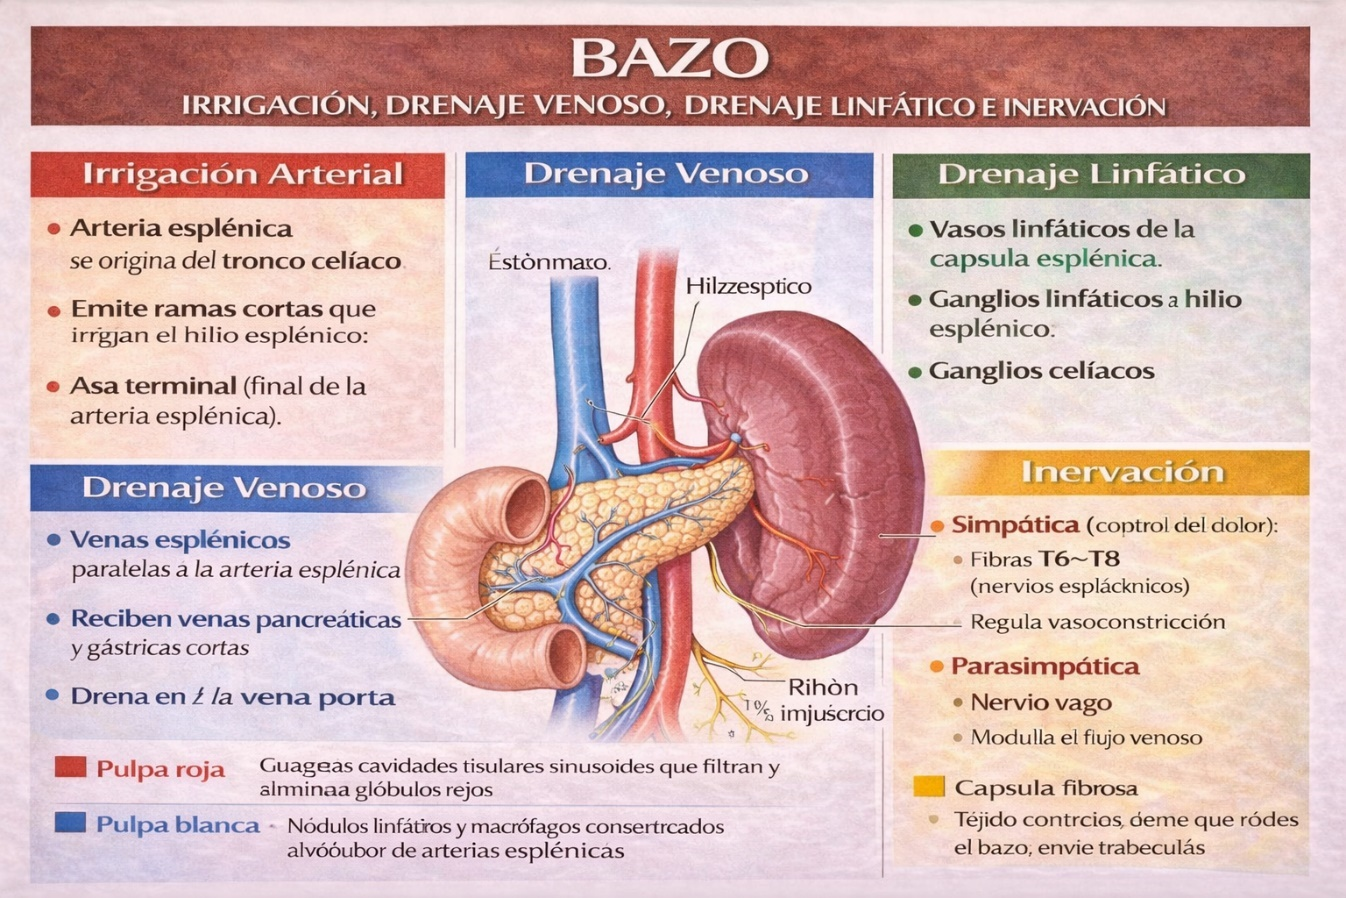 BAZO
IRRIGACIÓN, DRENAJE VENOSO, DRENAJE LINFÁTICO E INERVACIÓN
Irrigación Arterial
• Arteria esplénica
se origina del tronco celíaco.
• Emite ramas cortas que
irrgjan el hilio esplénico:
• Asa terminal (final de la
arteria esplénica).
Drenaje Venoso
• Venas esplénicas
paralelas a la arteria esplénica
• Reciben venas pancreáticas
y gástricas cortas
• Drena en la vena porta
Drenaje Venoso
Éstònmaro.
Hilzzesptico
Rihòn
imjuscrcio
Drenaje Linfático
• Vasos linfáticos de la
capsula esplénica.
• Ganglios linfáticos a hilio
esplénico:
• Ganglios celíacos
Inervación
• Simpática (coptrol del dolor):
• Fibras T6~T8
(nervios esplácknicos)
Regula vasoconstricción
• Parasimpática
• Nervio vago
• Modulla el flujo venoso
Capsula fibrosa
Téjido contrcios, deme que ródes
el bazo, envie trabeculás
Pulpa roja
Guageas cavidades tisulares sinusoides que filtran y
alminaa glóbulos rejos
Pulpa blanca
Nódulos linfátiros y macrófagos consertrcados
alvóóubor de arterias esplénicas